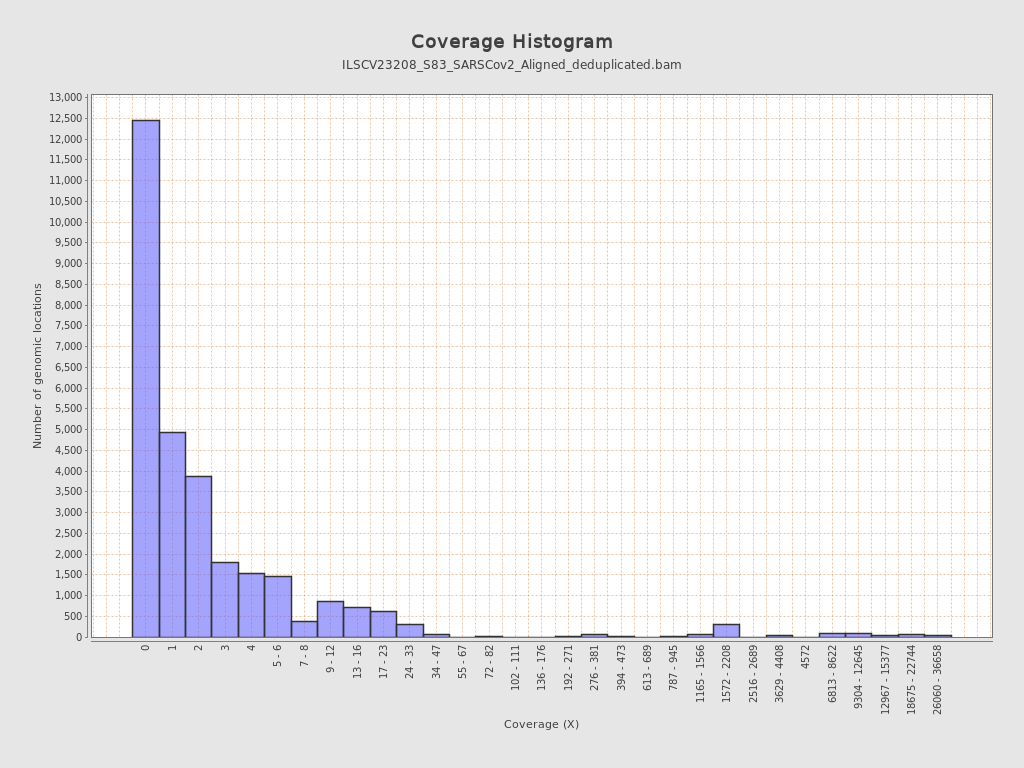 Coverage Histogram
ILSCV23208_S83_SARSCov2_Aligned_deduplicated.bam
13,000
12,500
12,000
11,500
11,000
10,500
10,000
9,500
9,000
8,500
8,000
7,500
7,000
6,500
6,000
5,500
5,000
4,500
4,000
3,500
3,000
2,500
2,000
1,500
1,000
500
0
Number of genomic locations
0
1
2
3
4
5 - 6
7 - 8
9 - 12
13 - 16
17 - 23
24 - 33
34 - 47
55 - 67
72 - 82
102 - 111
136 - 176
192 - 271
276 - 381
394 - 473
613 - 689
787 - 945
1165 - 1566
1572 - 2208
2516 - 2689
3629 - 4408
4572
6813 - 8622
9304 - 12645
12967 - 15377
18675 - 22744
26060 - 36658
Coverage (X)